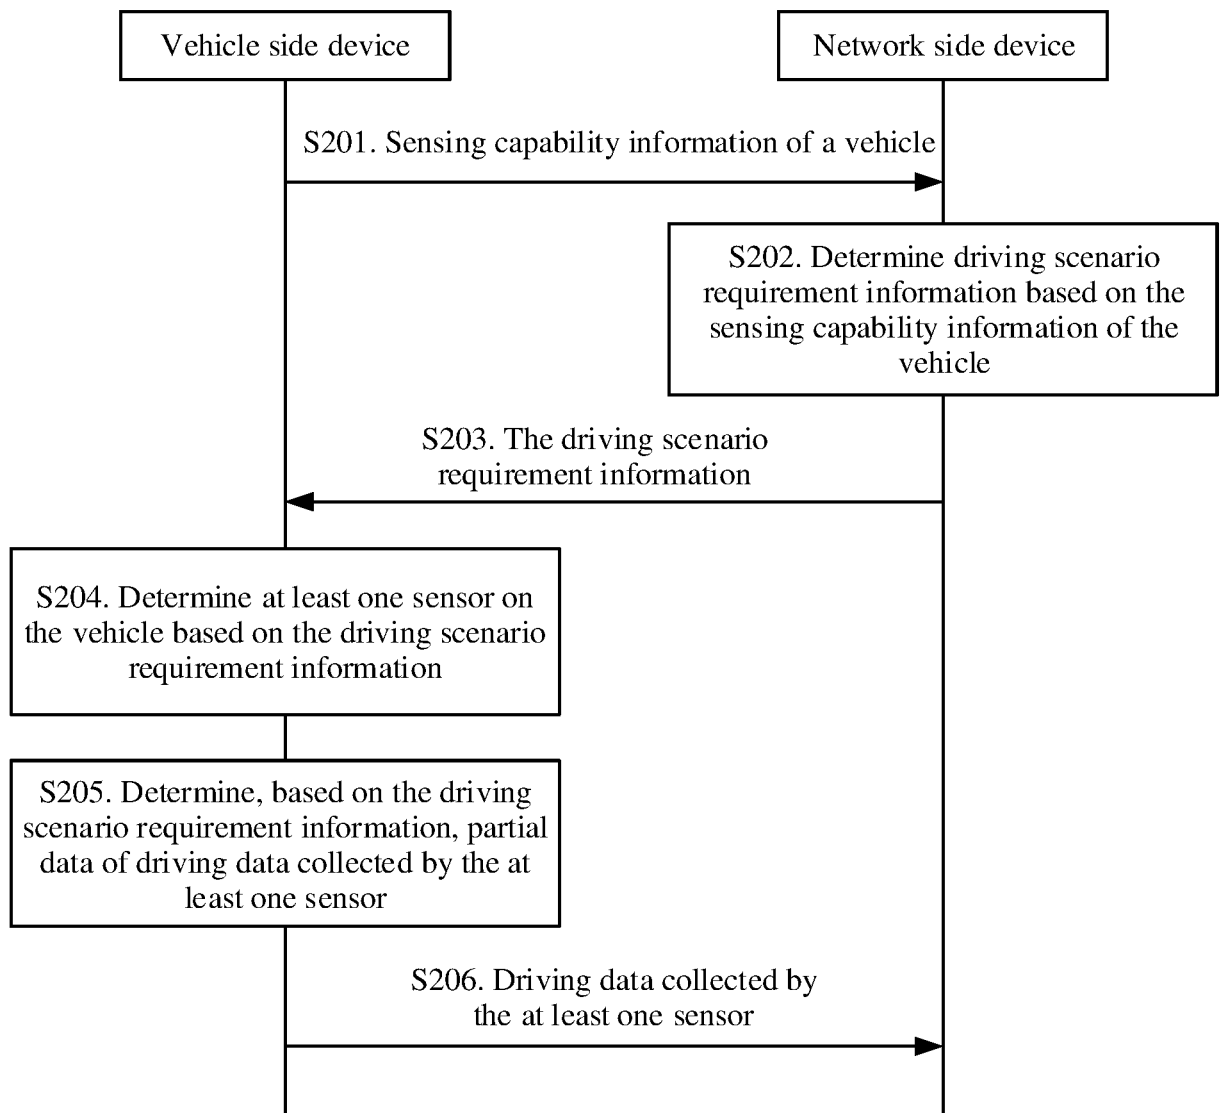 Vehicle side device
Network side device
S201. Sensing capability information of a vehicle
S202. Determine driving scenario
requirement information based on the
sensing capability information of the
vehicle
S203. The driving scenario
requirement information
S204. Determine at least one sensor on
the vehicle based on the driving scenario
requirement information
S205. Determine, based on the driving
scenario requirement information, partial
data of driving data collected by the at
least one sensor
S206. Driving data collected by
the at least one sensor